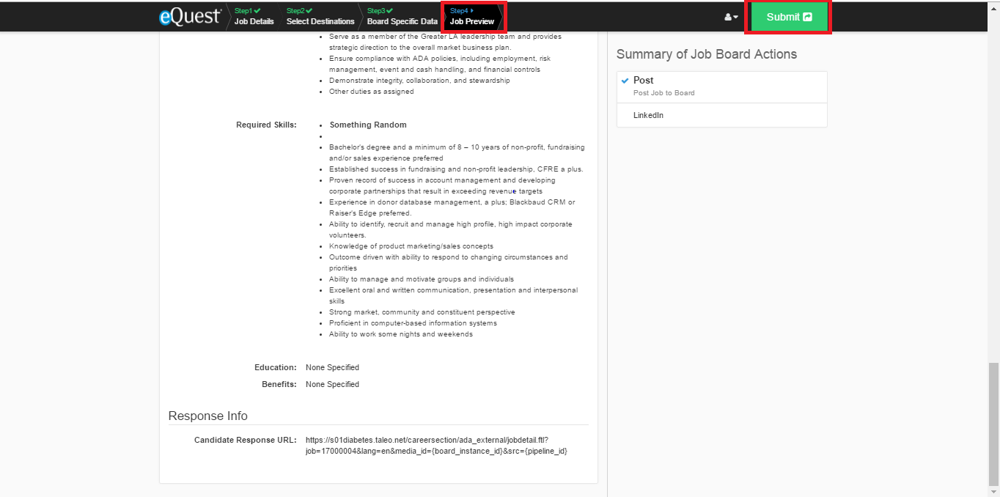 eQuest
Step1
Job Details
Step2
Select Destinations
Step3
Board Specific Data
Step4
Job Preview
Submit
Serve as a member of the Greater LA leadership team and provides
strategic direction to the overall market business plan.
Ensure compliance with ADA policies, including employment, risk
management, event and cash handling, and financial controls
Demonstrate integrity, collaboration, and stewardship
Other duties as assigned
Required Skills:
Something Random
Bachelor's degree and a minimum of 8 – 10 years of non-profit, fundraising
and/or sales experience preferred
Established success in fundraising and non-profit leadership, CFRE a plus.
Proven record of success in account management and developing
corporate partnerships that result in exceeding revenue targets
Experience in donor database management, a plus; Blackbaud CRM or
Raiser's Edge preferred.
Ability to identify, recruit and manage high profile, high impact corporate
volunteers.
Knowledge of product marketing/sales concepts
Outcome driven with ability to respond to changing circumstances and
priorities
Ability to manage and motivate groups and individuals
Excellent oral and written communication, presentation and interpersonal
skills
Strong market, community and constituent perspective
Proficient in computer-based information systems
Ability to work some nights and weekends
Education: None Specified
Benefits: None Specified
Response Info
Candidate Response URL: https://s01diabetes.taleo.net/careersection/ada_external/jobdetail.ftl?
job=17000004&lang=en&media_id={board_instance_id}&src={pipeline_id}
Summary of Job Board Actions
Post
Post Job to Board
LinkedIn